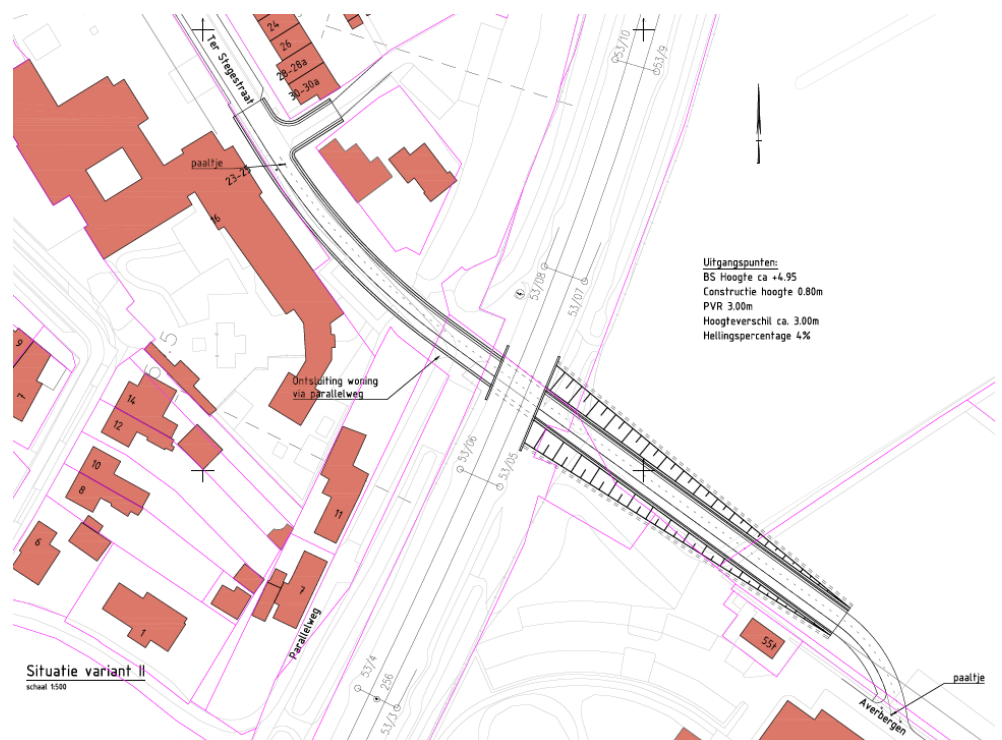 24
26
28-28a
30-30a
Ter Stegestraat
53/10
53/9
paaltje
23-25
16
53/08
53/07
Uitgangspunten:
BS Hoogte ca +4.95
Constructie hoogte 0.80m
PVR 3.00m
Hoogteverschil ca. 3.00m
Hellingspercentage 4%
9
7
Ontsluiting woning
via parallelweg
14
12
10
8
6
11
7
1
53/06
53/05
Parallelweg
55t
53/4
256
53/3
Averbergen
paaltje
Situatie variant II
schaal 1:500